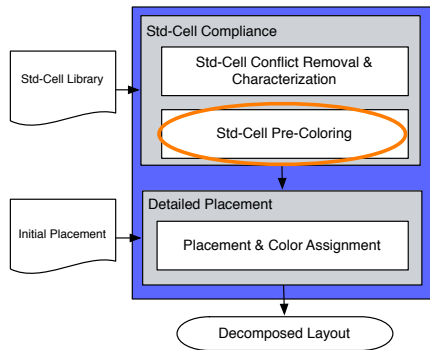 Std-Cell Compliance
Std-Cell Library
Std-Cell Conflict Removal &
Characterization
Std-Cell Pre-Coloring
Detailed Placement
Initial Placement
Placement & Color Assignment
Decomposed Layout